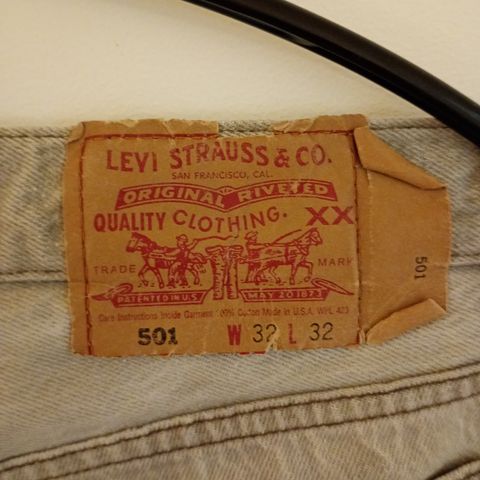 LEVI STRAUSS & CO.
SAN FRANCISCO, CAL.
ORIGINAL RIVETED
QUALITY CLOTHING. XX
TRADE MARK
PATENTED IN U.S. MAY 20 1873
Care Instructions Inside Garment 100% Cotton Made in U.S.A. WPL 423
501 W 32 L 32
501